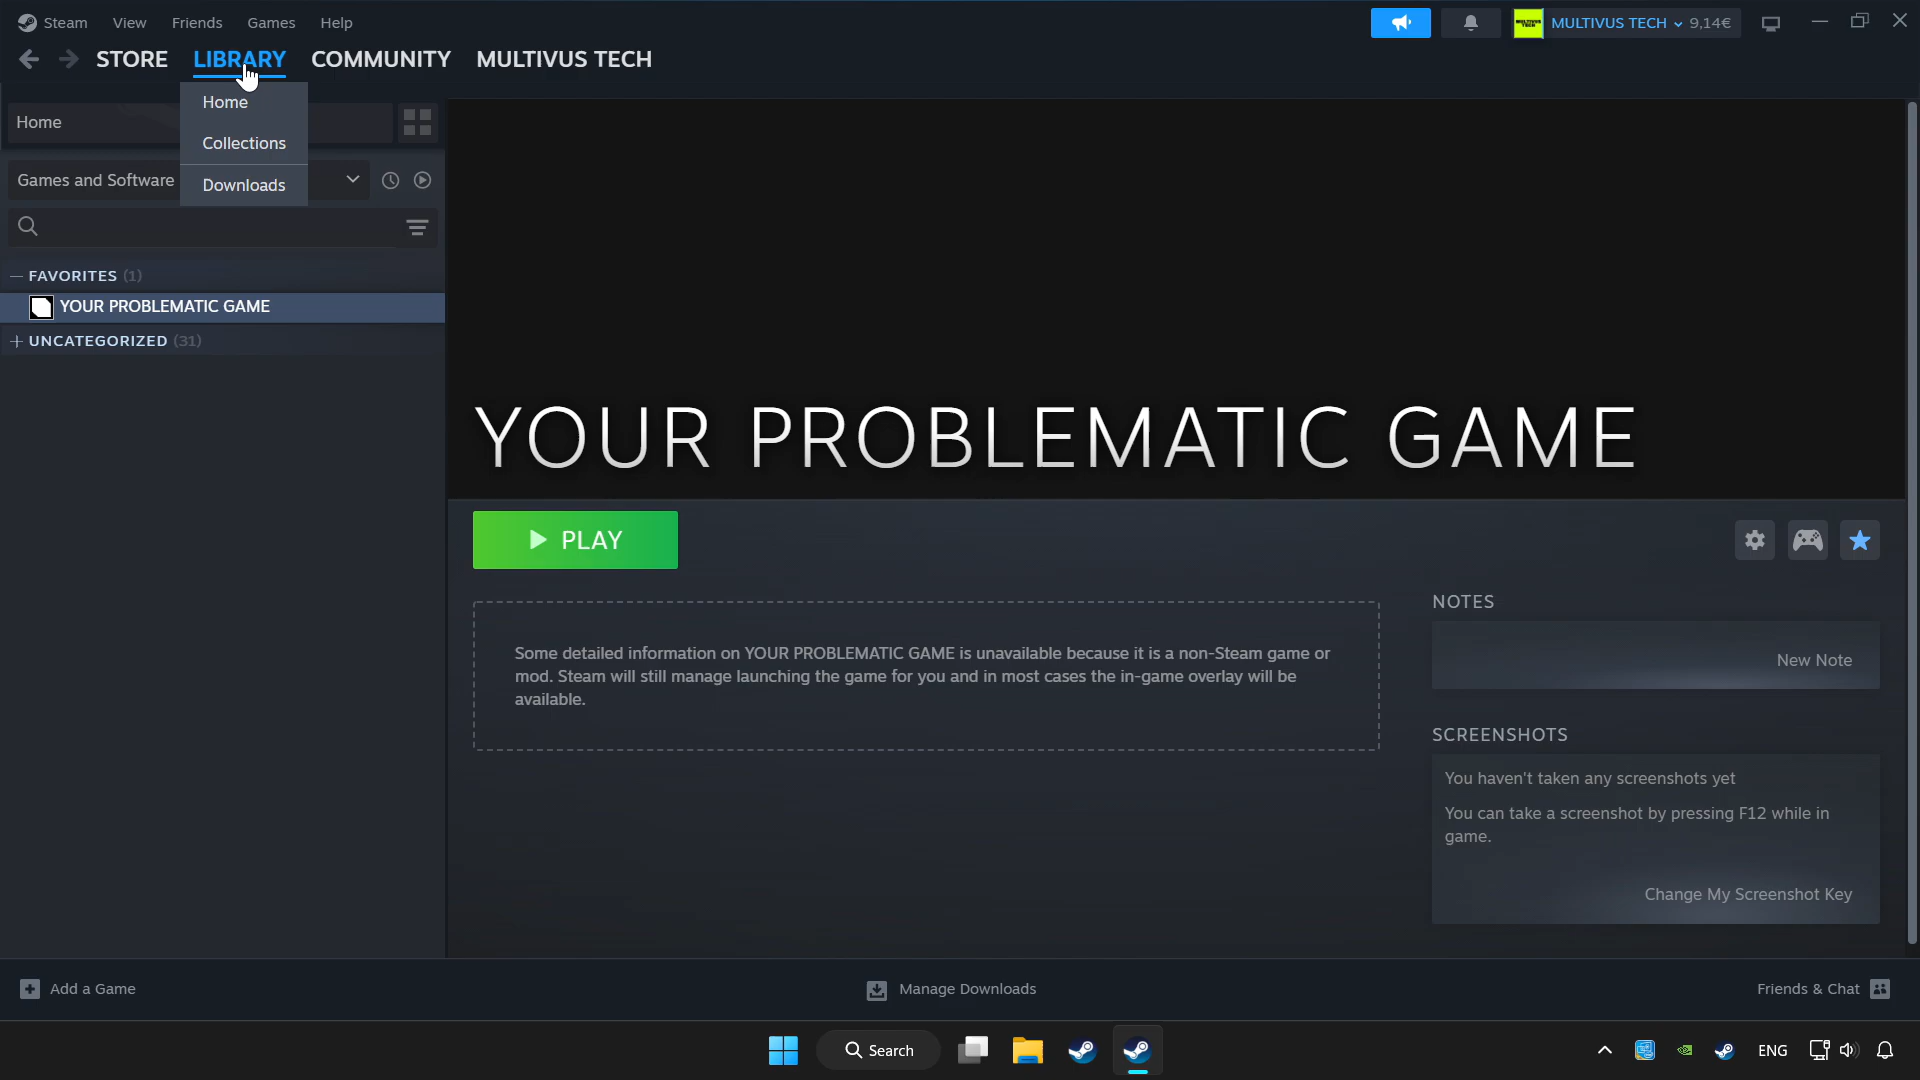 Steam View Friends Games Help
MULTIVUS TECH 9,14€
STORE LIBRARY COMMUNITY MULTIVUS TECH
Home
Collections
Downloads
Home
Games and Software
FAVORITES (1)
YOUR PROBLEMATIC GAME
UNCATEGORIZED (31)
YOUR PROBLEMATIC GAME
PLAY
Some detailed information on YOUR PROBLEMATIC GAME is unavailable because it is a non-Steam game or
mod. Steam will still manage launching the game for you and in most cases the in-game overlay will be
available.
NOTES
New Note
SCREENSHOTS
You haven't taken any screenshots yet
You can take a screenshot by pressing F12 while in
game.
Change My Screenshot Key
Add a Game
Manage Downloads
Friends & Chat
Search
ENG